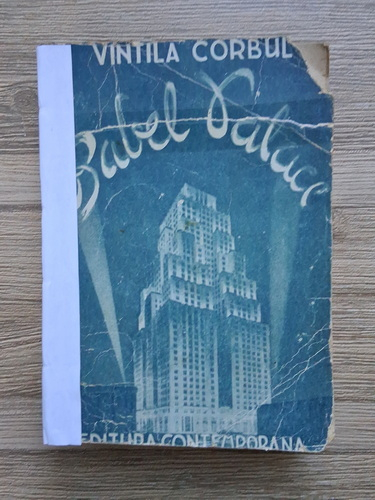 VINTILA CORBUL
Babel Palace
EDITURA CONTEMPORANA